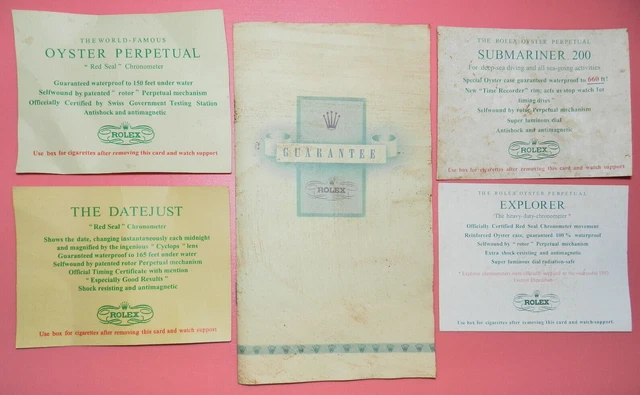 THE WORLD-FAMOUS
OYSTER PERPETUAL
" Red Seal " Chronometer
Guaranteed waterproof to 150 feet under water
Selfwound by patented " rotor " Perpetual mechanism
Officially Certified by Swiss Government Testing Station
Antishock and antimagnetic
ROLEX
Use box for cigarettes after removing this card and watch support
THE DATEJUST
" Red Seal " Chronometer
Shows the date, changing instantaneously each midnight
and magnified by the ingenious " Cyclops " lens
Guaranteed waterproof to 165 feet under water
Selfwound by patented rotor Perpetual mechanism
Official Timing Certificate with mention
" Especially Good Results "
Shock resisting and antimagnetic
ROLEX
Use box for cigarettes after removing this card and watch support
GUARANTEE
ROLEX
THE ROLEX OYSTER PERPETUAL
SUBMARINER 200
For deep-sea diving and all sea-going activities
Special Oyster case guaranteed waterproof to 660 ft!
New "Time Recorder" rim, acts as stop watch for
timing dives
Selfwound by rotor Perpetual mechanism
Super luminous dial
Antishock and antimagnetic
ROLEX
Use box for cigarettes after removing this card and watch support
THE ROLEX OYSTER PERPETUAL
EXPLORER
The heavy-duty-chronometer *
Officially Certified Red Seal Chronometer movement
Reinforced Oyster case, guaranteed 100 % waterproof
Selfwound by "rotor" Perpetual mechanism
Extra shock-resisting and antimagnetic
Super luminous dial radiation-safe
Everest Expedition
ROLEX
Use box for cigarettes after removing this card and watch-support.